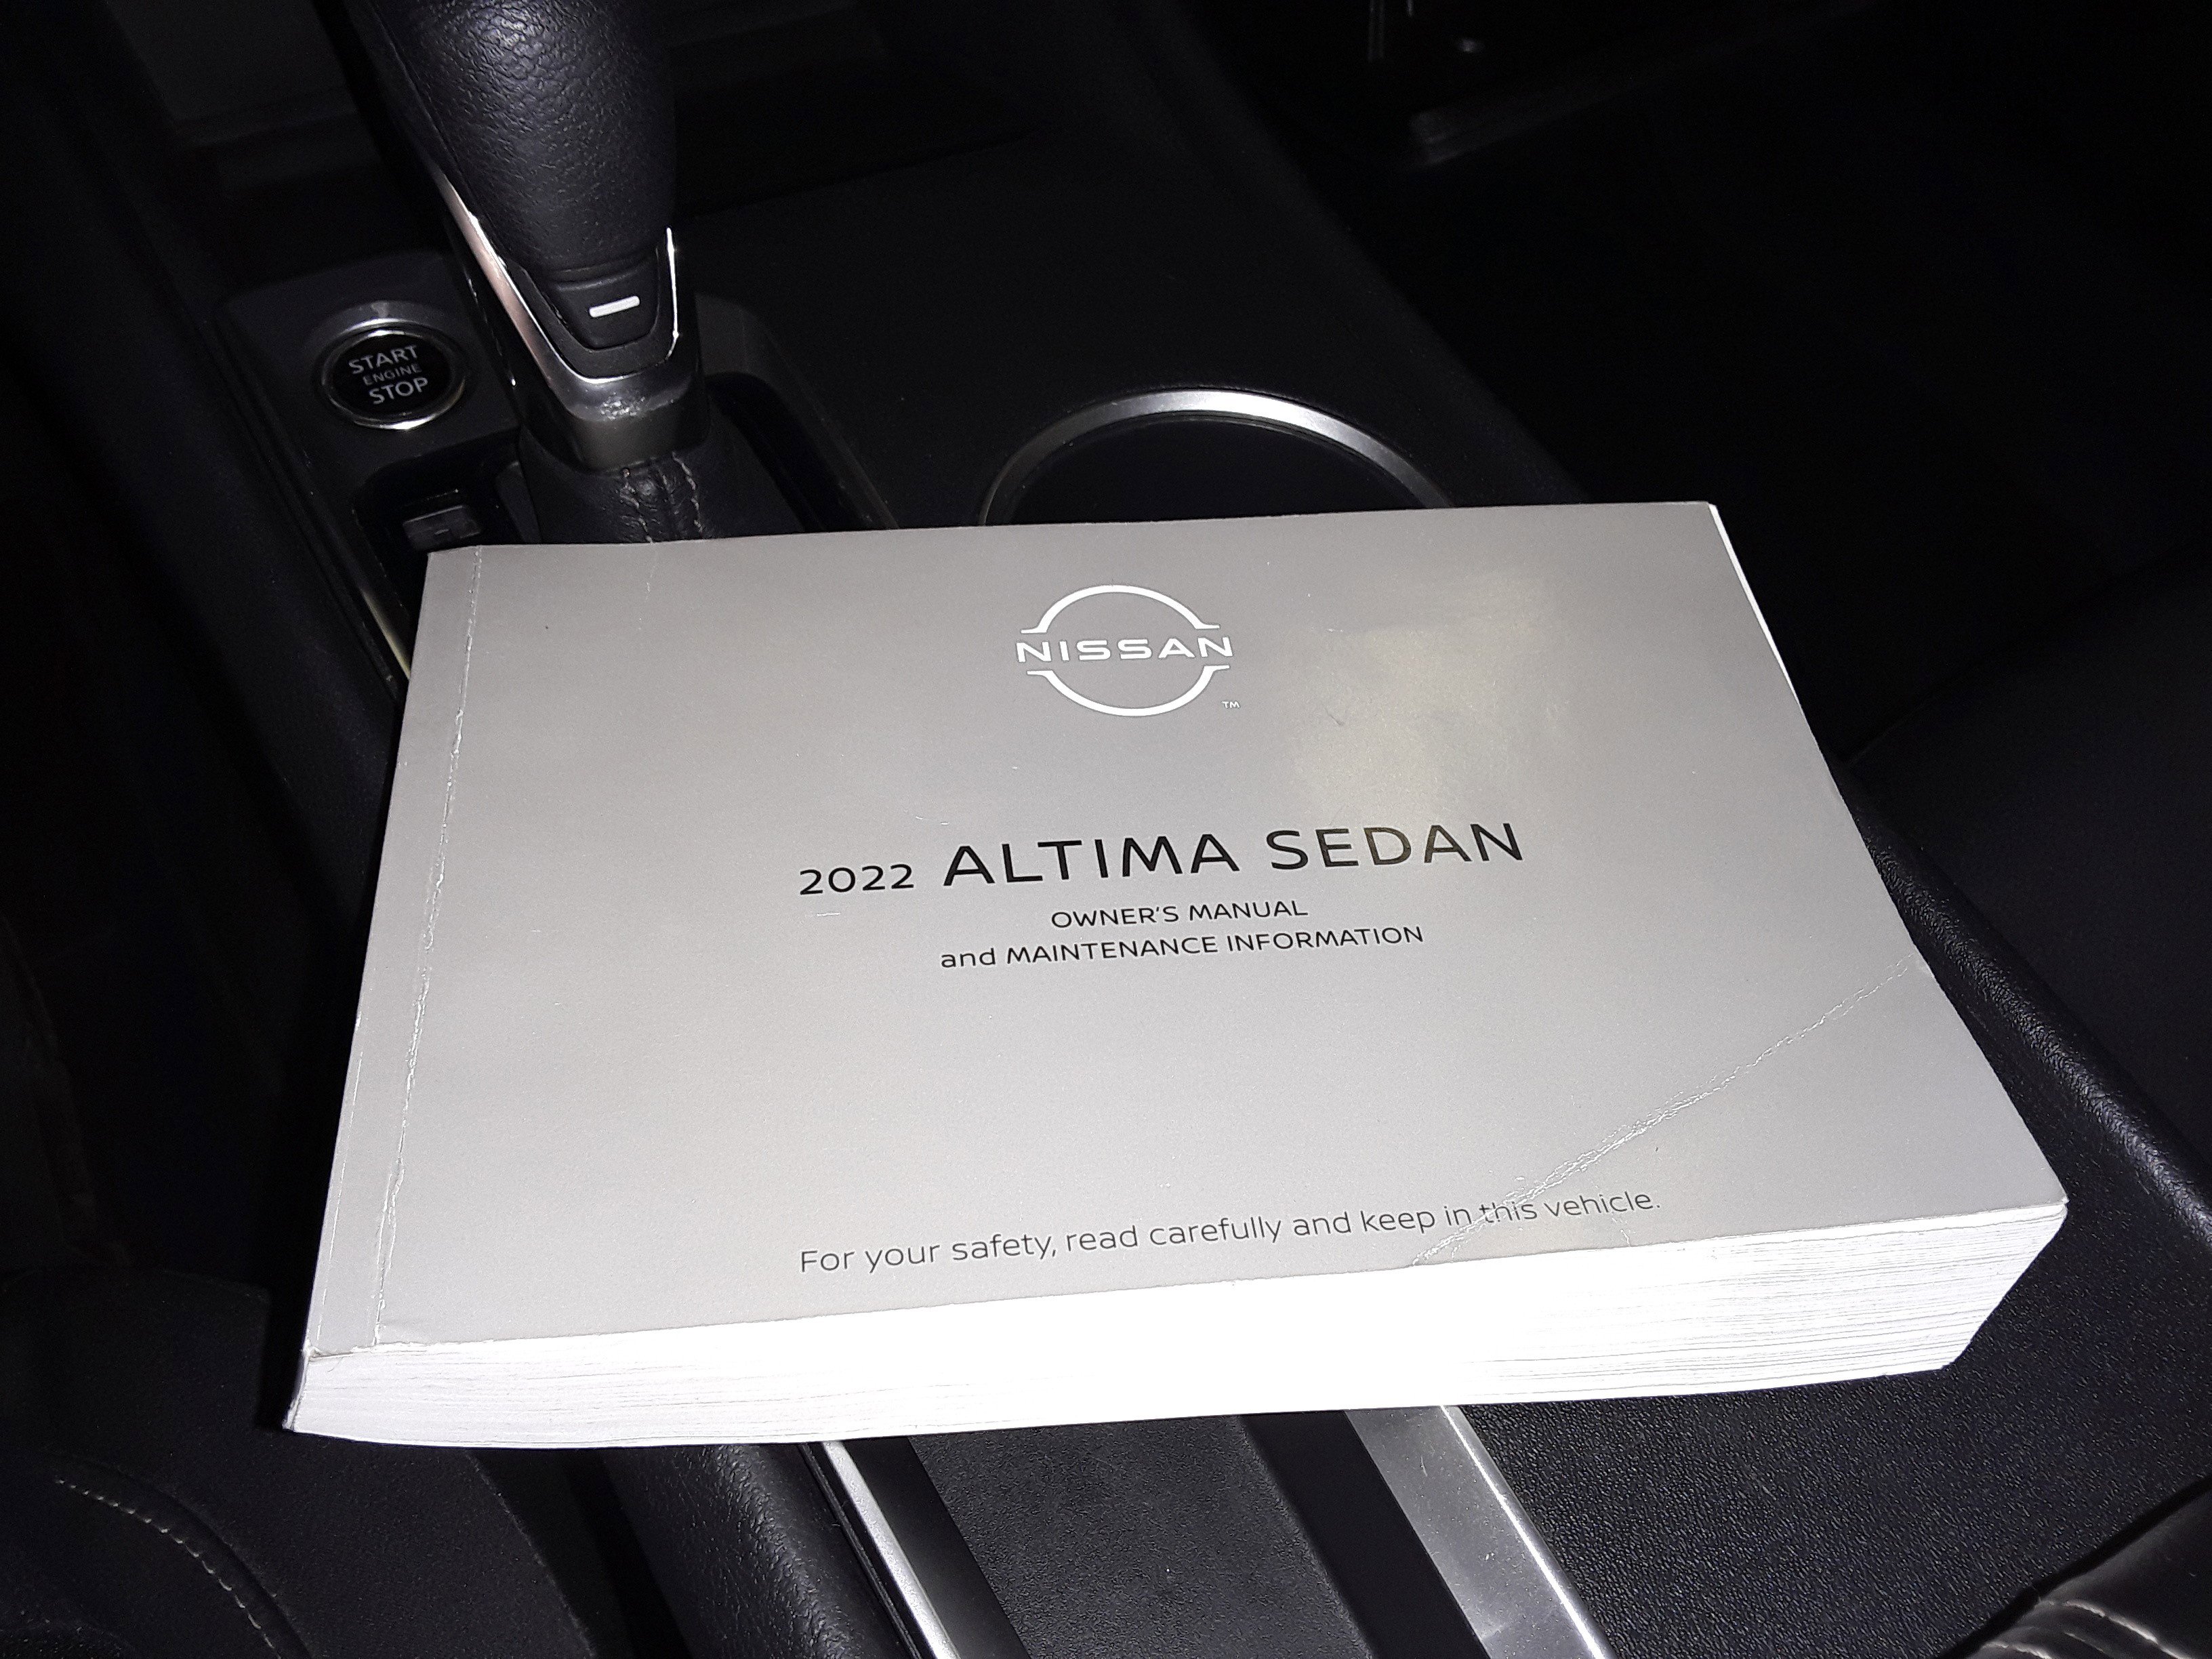 START
ENGINE
STOP
NISSAN
TM
2022 ALTIMA SEDAN
OWNER'S MANUAL
and MAINTENANCE INFORMATION
For your safety, read carefully and keep in this vehicle.